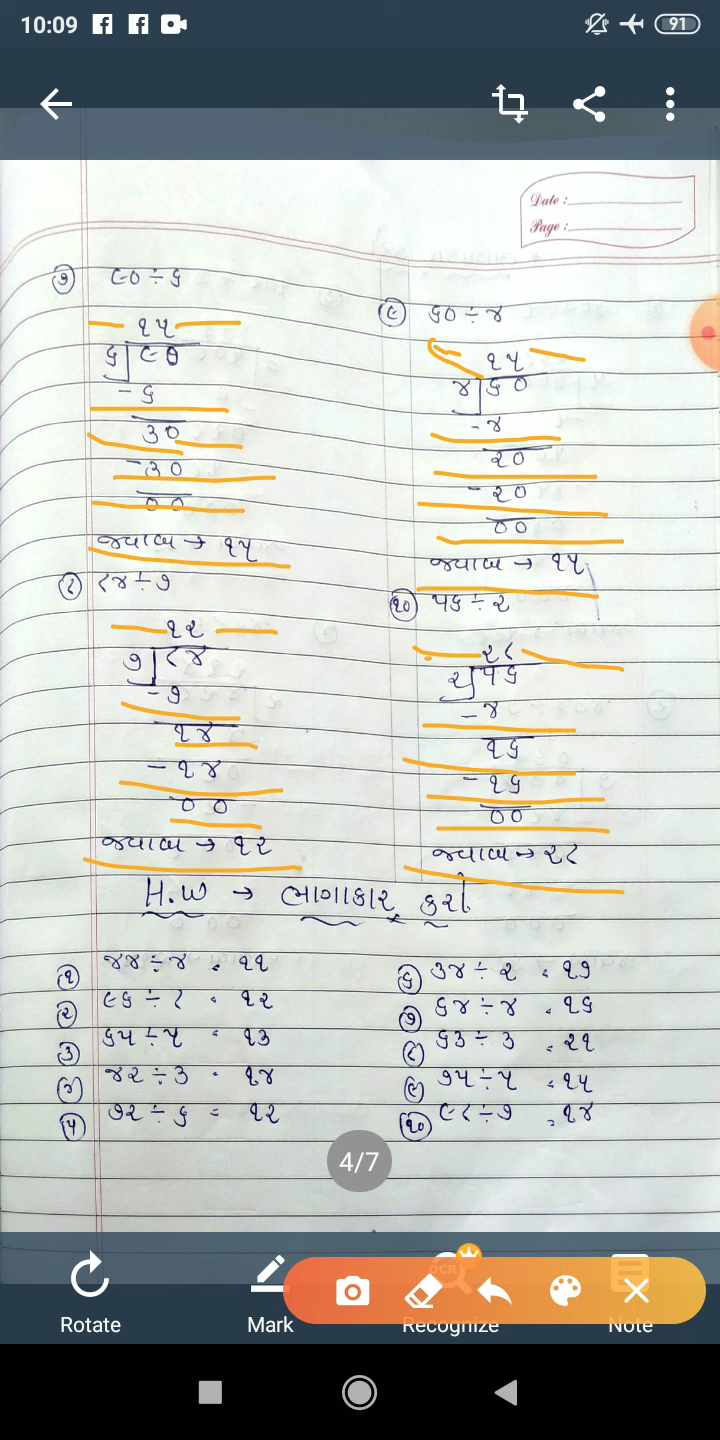 10:09
91
Date :
Page :
૭ ૯૦ ÷ ૬
૧૫
૬ ૯૦
- ૬
૩૦
- ૩૦
૦૦
જવાબ → ૧૫
૮ ૮૪ ÷ ૭
૧૨
૭ ૮૪
- ૭
૧૪
- ૧૪
૦૦
જવાબ → ૧૨
૯ ૬૦ ÷ ૪
૧૫
૪ ૬૦
- ૪
૨૦
- ૨૦
૦૦
જવાબ → ૧૫
૧૦ ૫૬ ÷ ૨
૨૮
૨ ૫૬
- ૪
૧૬
- ૧૬
૦૦
જવાબ → ૨૮
H.W → ભાગાકાર કરો
૧ ૪૪ ÷ ૪ = ૧૧
૨ ૯૬ ÷ ૮ = ૧૨
૩ ૬૫ ÷ ૫ = ૧૩
૪ ૪૨ ÷ ૩ = ૧૪
૫ ૭૨ ÷ ૬ = ૧૨
૬ ૩૪ ÷ ૨ = ૧૭
૭ ૬૪ ÷ ૪ = ૧૬
૮ ૬૩ ÷ ૩ = ૨૧
૯ ૭૫ ÷ ૫ = ૧૫
૧૦ ૯૮ ÷ ૭ = ૧૪
4/7
OCR
Rotate Mark Recognize Note